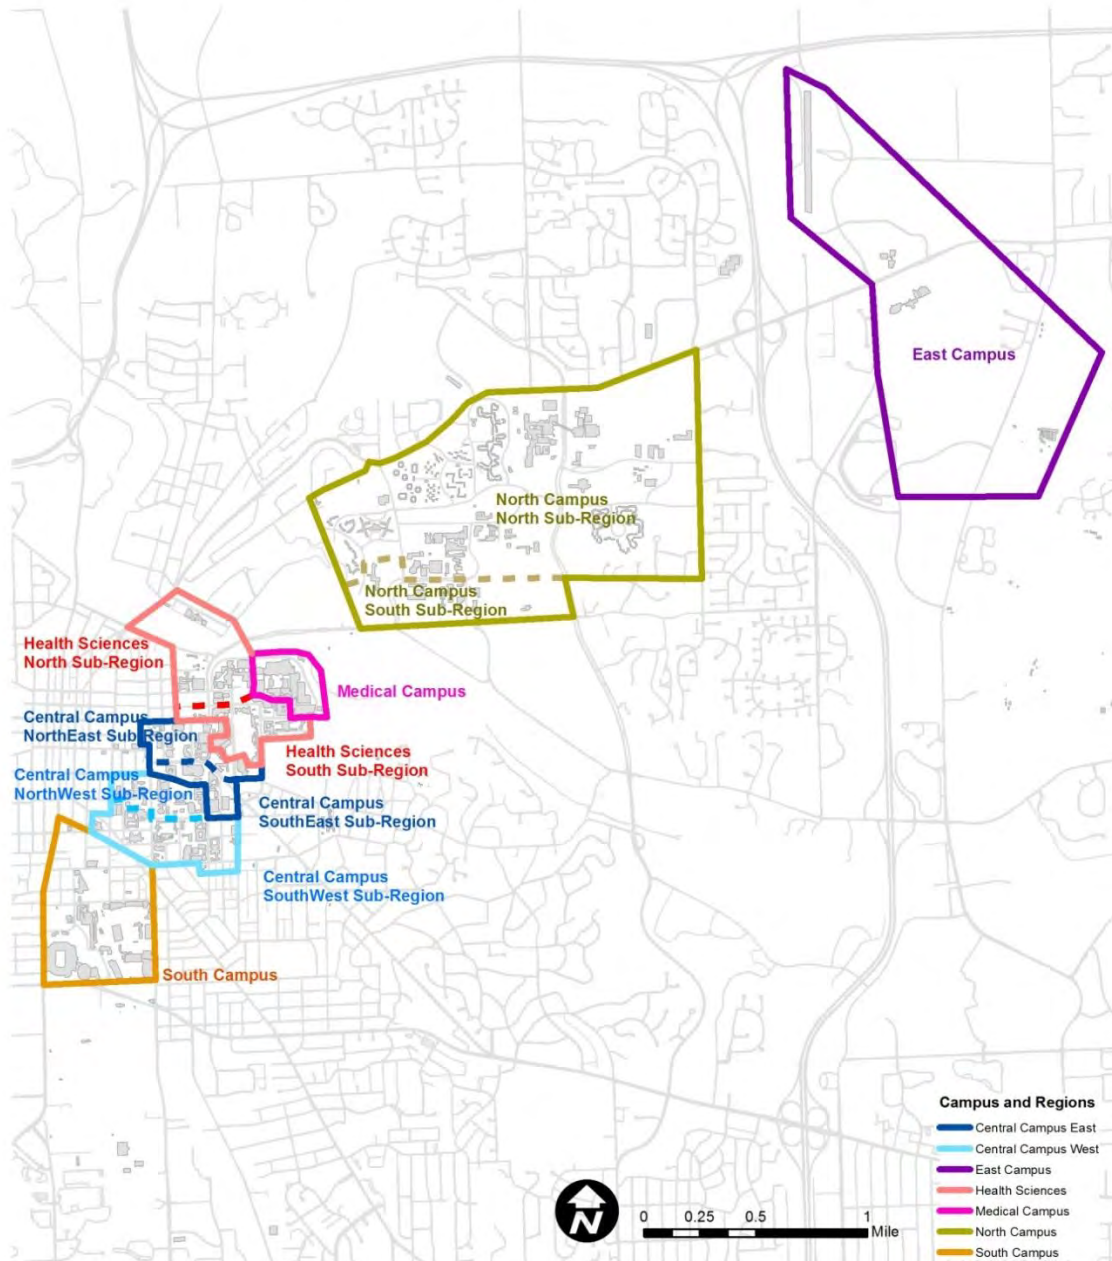 East Campus
North Campus
North Sub-Region
North Campus
South Sub-Region
Health Sciences
North Sub-Region
Medical Campus
Central Campus
NorthEast Sub-Region
Health Sciences
South Sub-Region
Central Campus
NorthWest Sub-Region
Central Campus
SouthEast Sub-Region
Central Campus
SouthWest Sub-Region
South Campus
Campus and Regions
Central Campus East
Central Campus West
East Campus
Health Sciences
Medical Campus
North Campus
South Campus
N
0 0.25 0.5 1
Mile